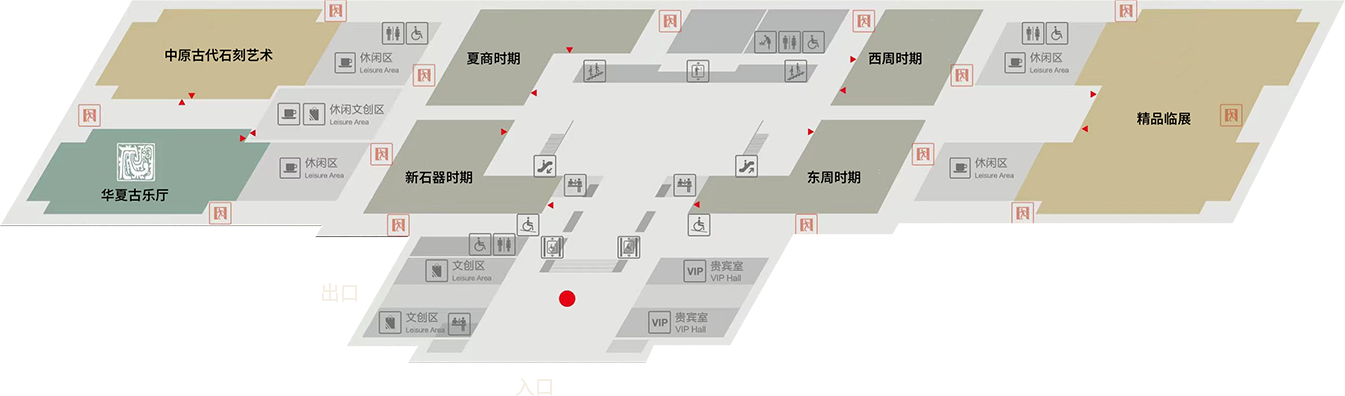 中原古代石刻艺术
休闲区
Leisure Area
夏商时期
西周时期
休闲区
Leisure Area
休闲文创区
Leisure Area
精品临展
华夏古乐厅
休闲区
Leisure Area
新石器时期
东周时期
休闲区
Leisure Area
文创区
Leisure Area
VIP
贵宾室
VIP Hall
出口
文创区
Leisure Area
VIP
贵宾室
VIP Hall
入口